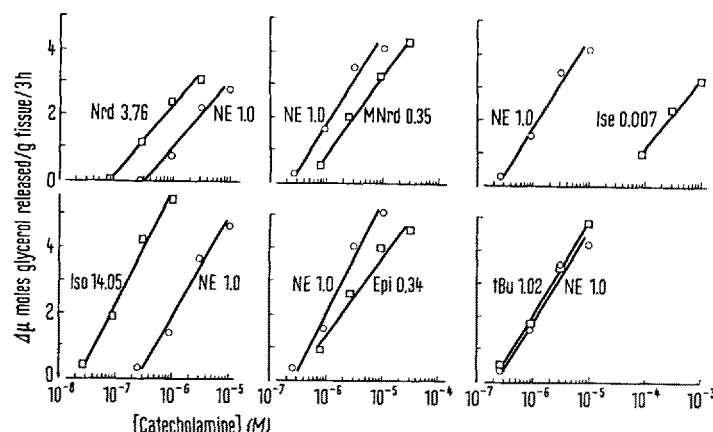 Δμ moles glycerol released/g tissue/3h
4
2
0
Nrd 3.76
NE 1.0
NE 1.0
MNrd 0.35
NE 1.0
Ise 0.007
4
2
0
Iso 14.05
NE 1.0
NE 1.0
Epi 0.34
tBu 1.02
NE 1.0
10⁻⁸ 10⁻⁷ 10⁻⁶ 10⁻⁵
10⁻⁶ 10⁻⁵ 10⁻⁴
10⁻⁶ 10⁻⁵ 10⁻⁴ 10⁻³
[Catecholamine] (M)